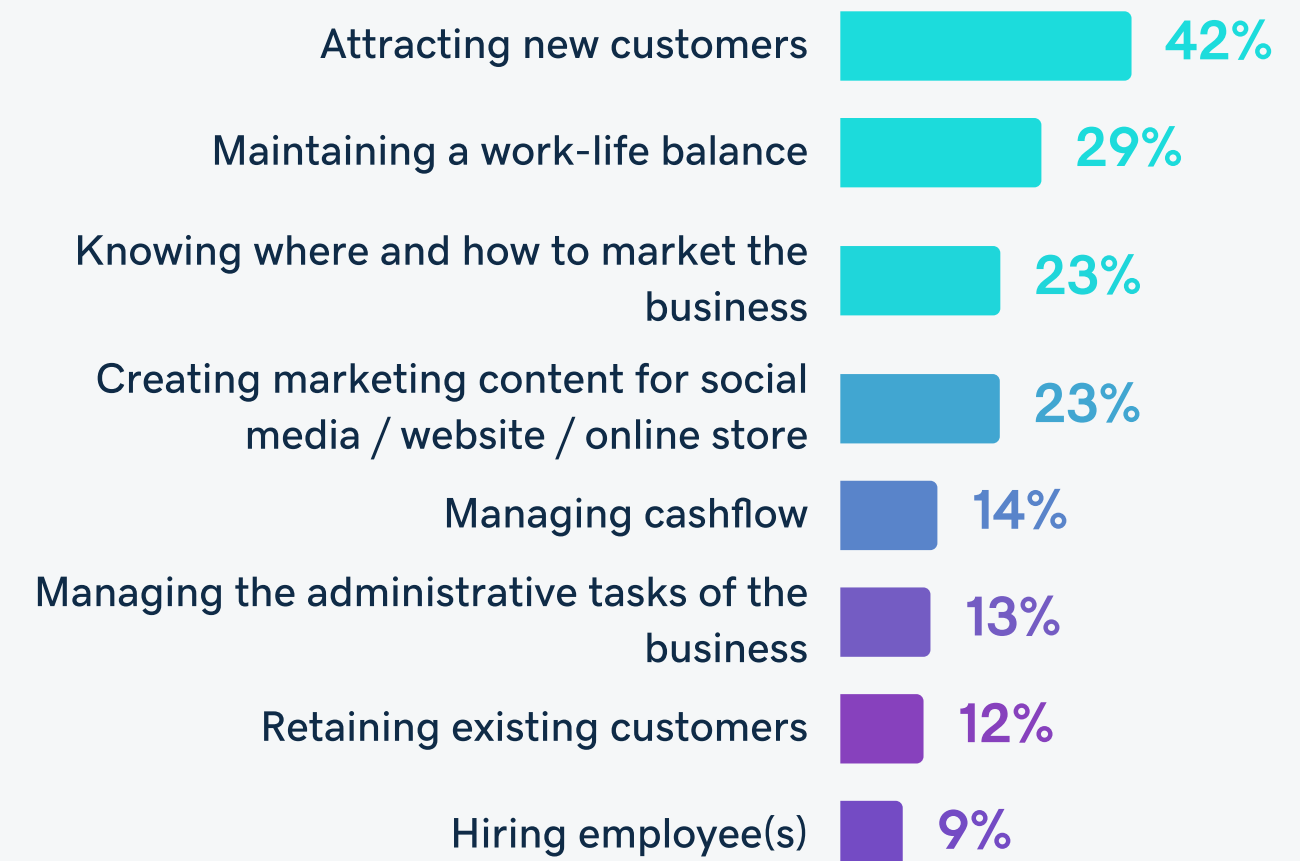 Attracting new customers 42%
Maintaining a work-life balance 29%
Knowing where and how to market the
business 23%
Creating marketing content for social
media / website / online store 23%
Managing cashflow 14%
Managing the administrative tasks of the
business 13%
Retaining existing customers 12%
Hiring employee(s) 9%